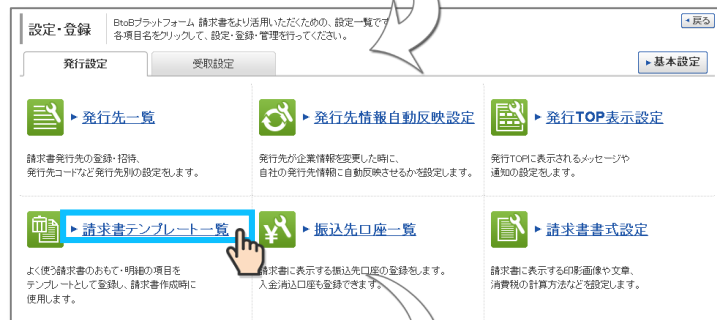 設定・登録
BtoBプラットフォーム 請求書をより活用いただくための、設定一覧で
各項目名をクリックして、設定・登録・管理を行ってください。
戻る
発行設定
受取設定
基本設定
発行先一覧
発行先情報自動反映設定
発行TOP表示設定
請求書発行先の登録・招待、
発行先コードなど発行先別の設定をします。
発行先が企業情報を変更した時に、
自社の発行先情報に自動反映させるかを設定します。
発行TOPに表示されるメッセージや
通知の設定をします。
請求書テンプレート一覧
振込先口座一覧
請求書書式設定
よく使う請求書のおもて・明細の項目を
テンプレートとして登録し、請求書作成時に
使用します。
請求書に表示する振込先口座の登録をします。
入金消込口座も登録できます。
請求書に表示する印影画像や文章、
消費税の計算方法などを設定します。